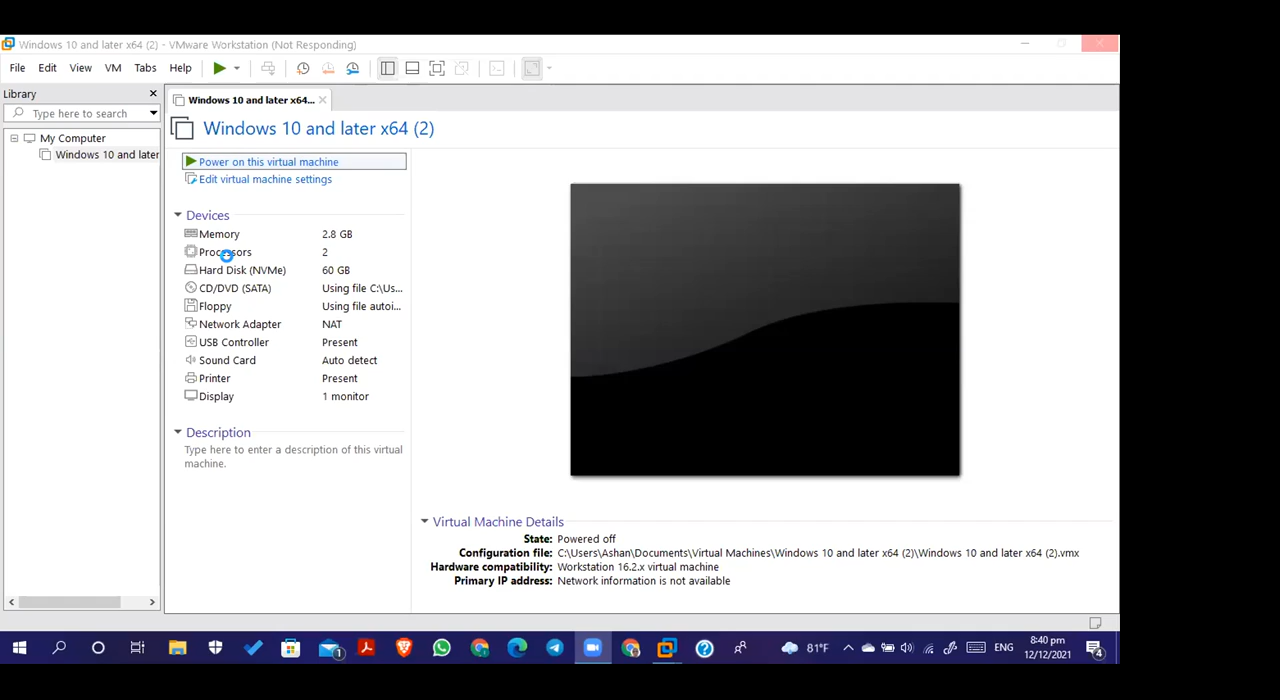 Windows 10 and later x64 (2) - VMware Workstation (Not Responding)
File Edit View VM Tabs Help
Library
Type here to search
My Computer
Windows 10 and later
Windows 10 and later x64...
Windows 10 and later x64 (2)
Power on this virtual machine
Edit virtual machine settings
Devices
Memory 2.8 GB
Processors 2
Hard Disk (NVMe) 60 GB
CD/DVD (SATA) Using file C:\Us...
Floppy Using file autoi...
Network Adapter NAT
USB Controller Present
Sound Card Auto detect
Printer Present
Display 1 monitor
Description
Type here to enter a description of this virtual
machine.
Virtual Machine Details
State: Powered off
Configuration file: C:\Users\Ashan\Documents\Virtual Machines\Windows 10 and later x64 (2)\Windows 10 and later x64 (2).vmx
Hardware compatibility: Workstation 16.2.x virtual machine
Primary IP address: Network information is not available
1 81°F ENG 8:40 pm 4
12/12/2021